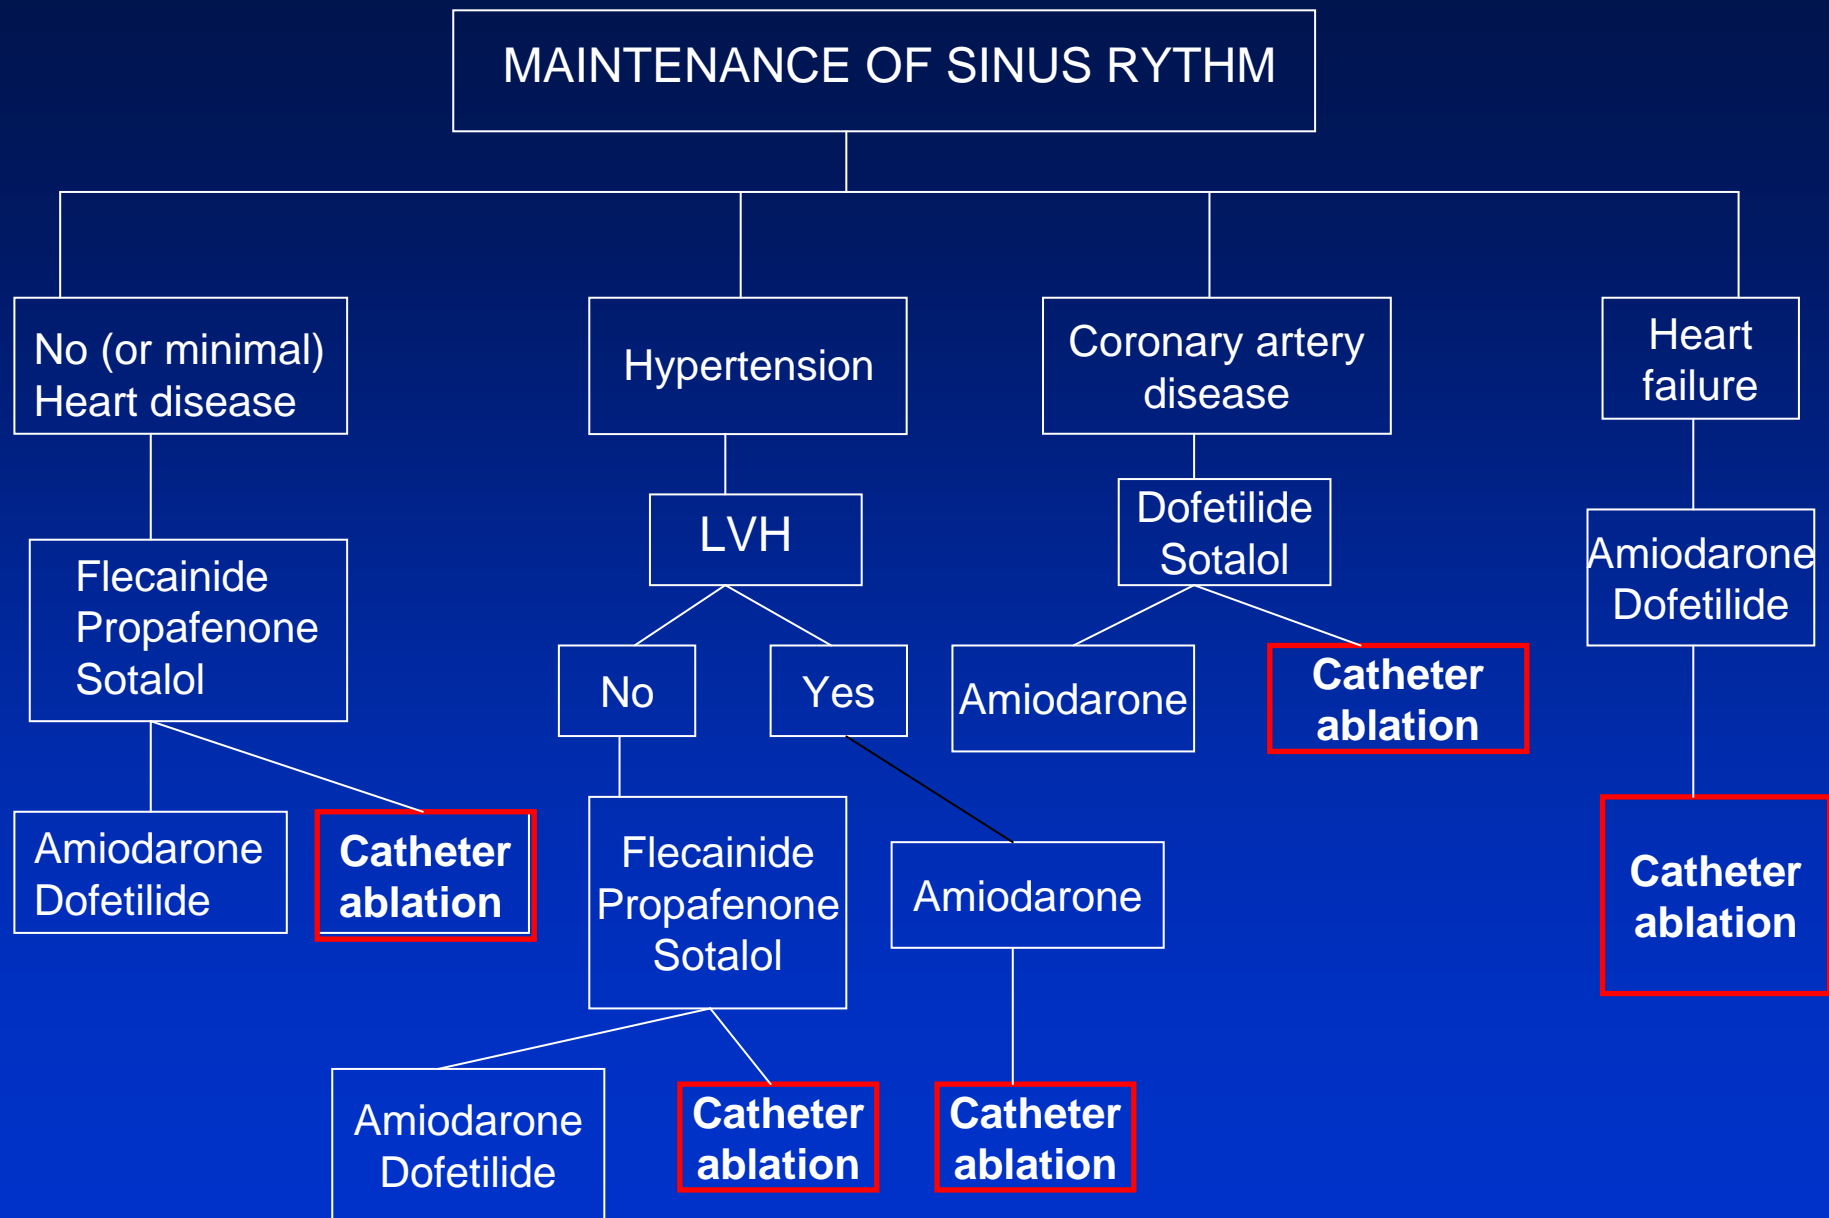 MAINTENANCE OF SINUS RYTHM
No (or minimal)
Heart disease
Hypertension
Coronary artery
disease
Heart
failure
Flecainide
Propafenone
Sotalol
LVH
Dofetilide
Sotalol
Amiodarone
Dofetilide
No
Yes
Amiodarone
Catheter
ablation
Amiodarone
Dofetilide
Catheter
ablation
Flecainide
Propafenone
Sotalol
Amiodarone
Catheter
ablation
Amiodarone
Dofetilide
Catheter
ablation
Catheter
ablation